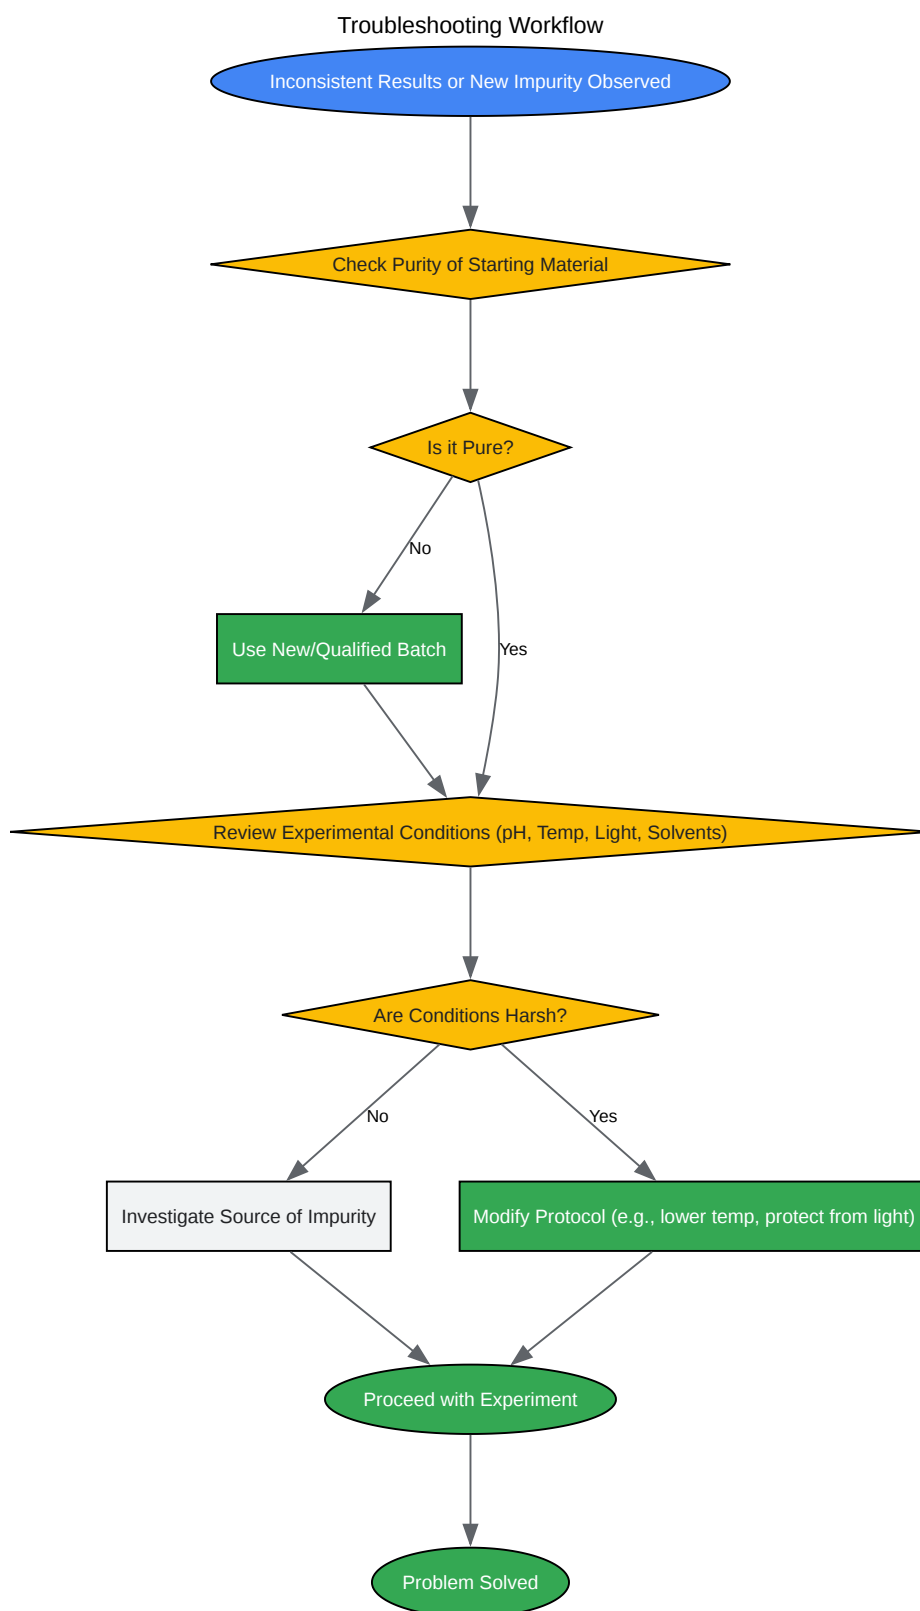 Troubleshooting Workflow
Inconsistent Results or New Impurity Observed
Check Purity of Starting Material
Is it Pure?
No
Use New/Qualified Batch
Yes
Review Experimental Conditions (pH, Temp, Light, Solvents)
Are Conditions Harsh?
No
Yes
Investigate Source of Impurity
Modify Protocol (e.g., lower temp, protect from light)
Proceed with Experiment
Problem Solved